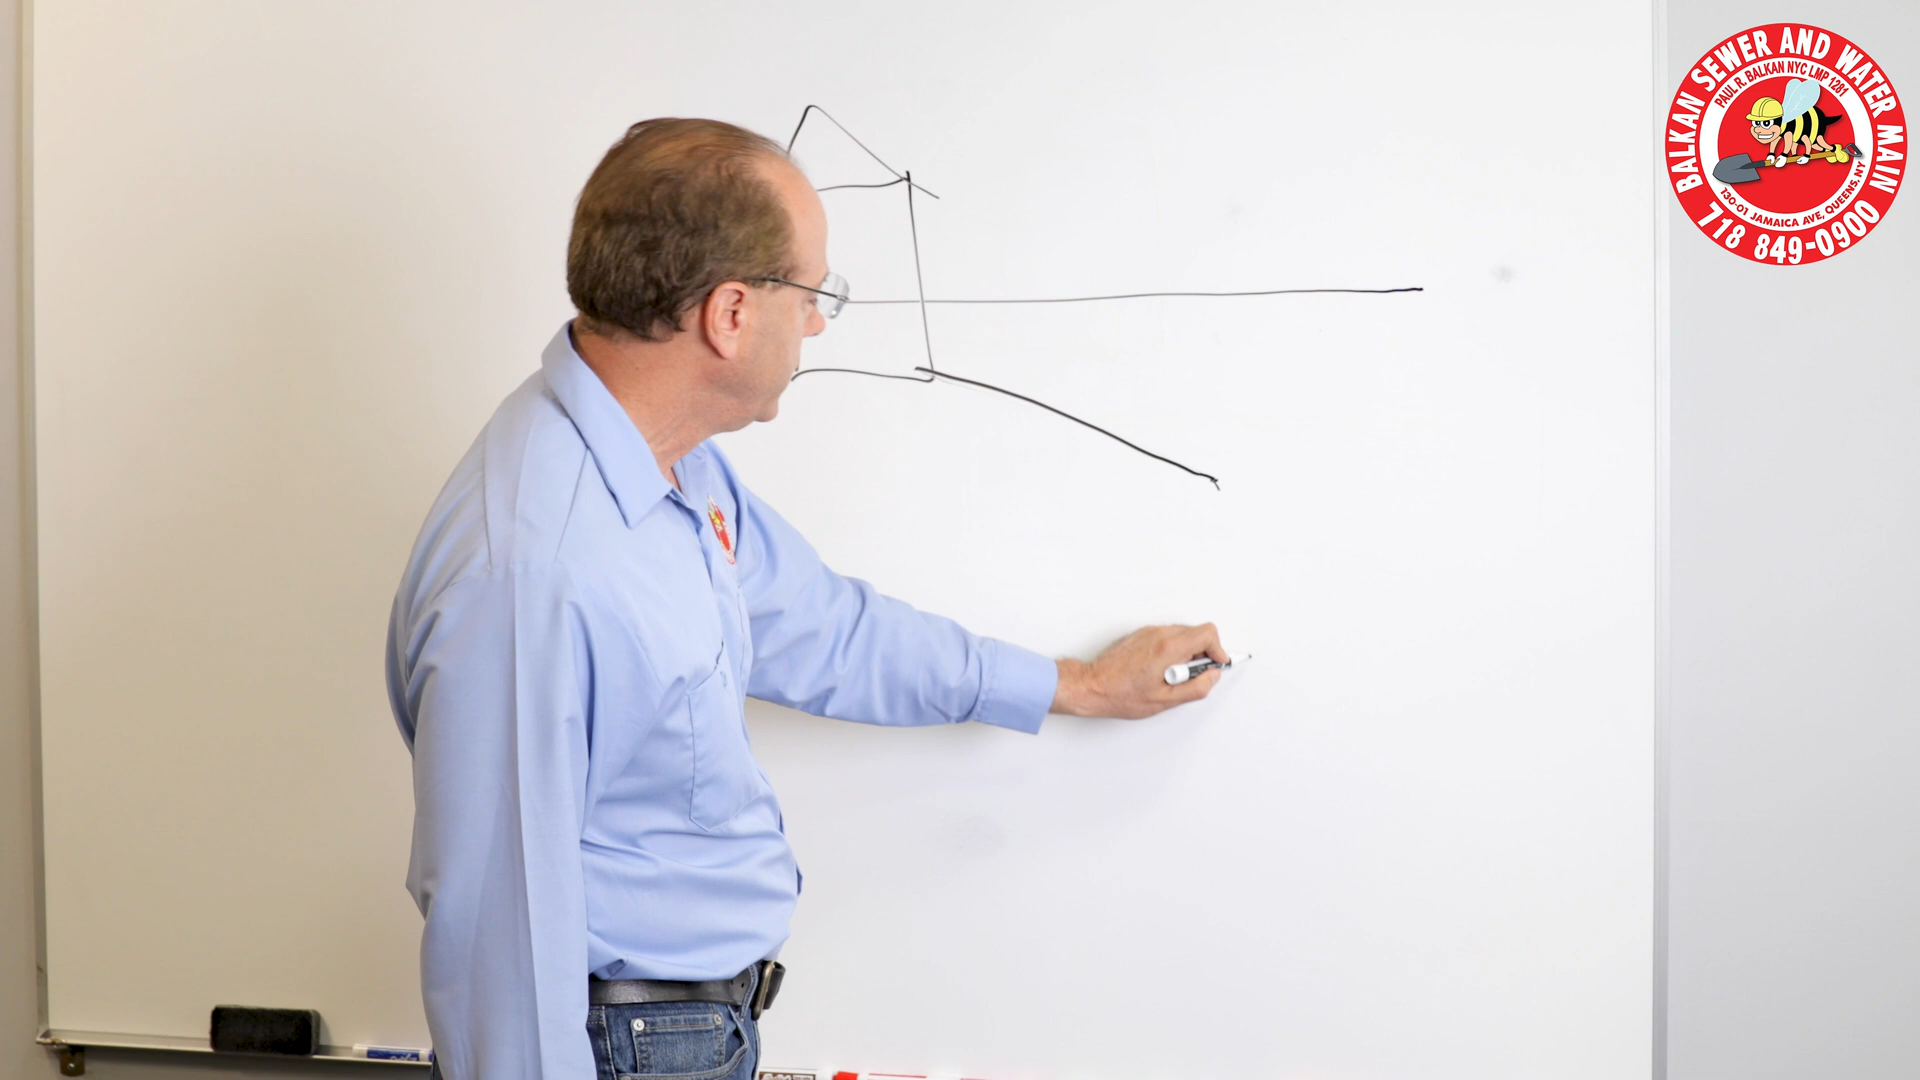 BALKAN SEWER AND WATER MAIN
PAUL R. BALKAN NYC LMP 1281
130-01 JAMAICA AVE, QUEENS, NY
718 849-0900